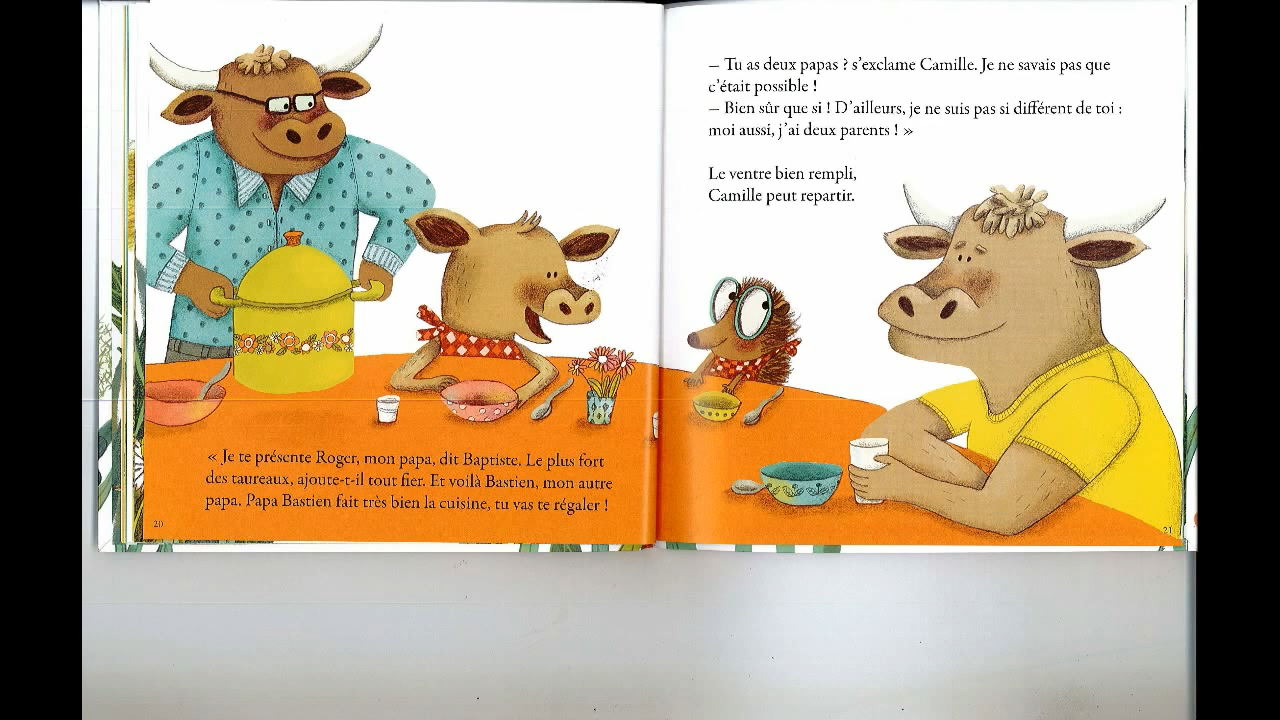 « Je te présente Roger, mon papa, dit Baptiste. Le plus fort
des taureaux, ajoute-t-il tout fier. Et voilà Bastien, mon autre
papa. Papa Bastien fait très bien la cuisine, tu vas te régaler !
20
– Tu as deux papas ? s’exclame Camille. Je ne savais pas que
c’était possible !
– Bien sûr que si ! D’ailleurs, je ne suis pas si différent de toi :
moi aussi, j’ai deux parents ! »
Le ventre bien rempli,
Camille peut repartir.
21